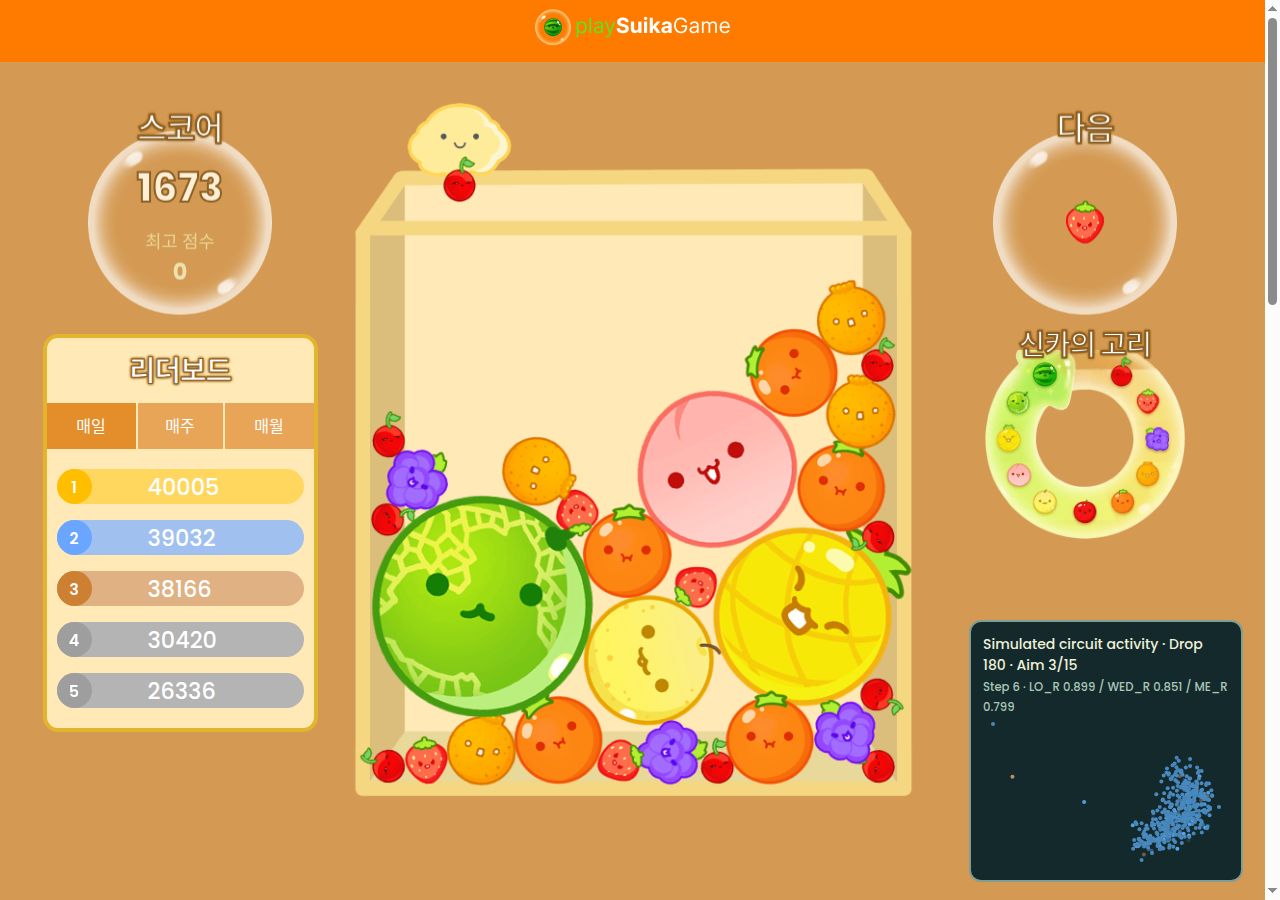 playSuikaGame
스코어
1673
최고 점수
0
리더보드
매일 매주 매월
1 40005
2 39032
3 38166
4 30420
5 26336
다음
신카의 고리
Simulated circuit activity · Drop
180 · Aim 3/15
Step 6 · LO_R 0.899 / WED_R 0.851 / ME_R
0.799